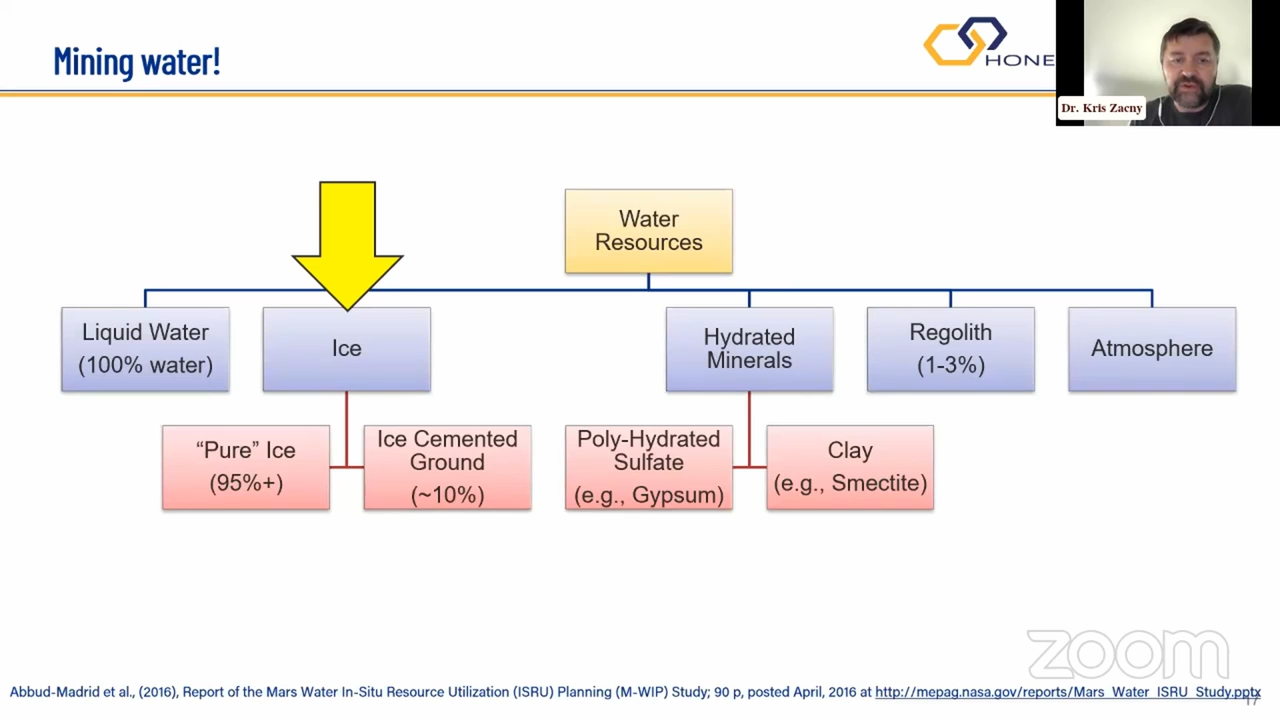 Mining water!
HONE
Dr. Kris Zacny
Water
Resources
Liquid Water
(100% water)
Ice
Hydrated
Minerals
Regolith
(1-3%)
Atmosphere
“Pure” Ice
(95%+)
Ice Cemented
Ground
(~10%)
Poly-Hydrated
Sulfate
(e.g., Gypsum)
Clay
(e.g., Smectite)
zoom
Abbud-Madrid et al., (2016), Report of the Mars Water In-Situ Resource Utilization (ISRU) Planning (M-WIP) Study; 90 p, posted April, 2016 at http://mepag.nasa.gov/reports/Mars_Water_ISRU_Study.pptx
17